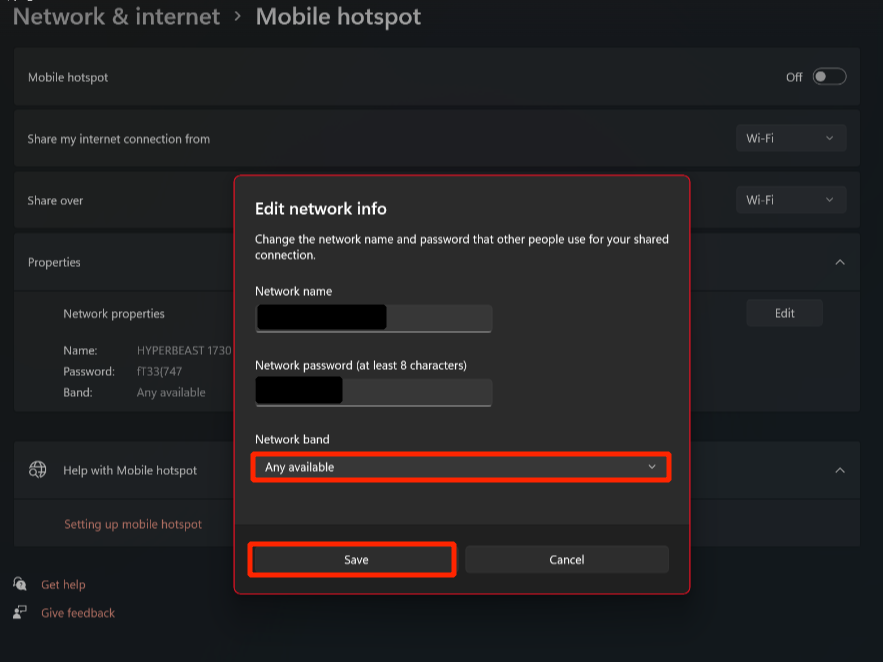 Network & internet > Mobile hotspot
Mobile hotspot
Off
Share my internet connection from
Wi-Fi
Share over
Wi-Fi
Properties
Network properties
Edit
Name: HYPERBEAST 1730
Password: fT33(747
Band: Any available
Help with Mobile hotspot
Setting up mobile hotspot
Get help
Give feedback
Edit network info
Change the network name and password that other people use for your shared
connection.
Network name
Network password (at least 8 characters)
Network band
Any available
Save
Cancel